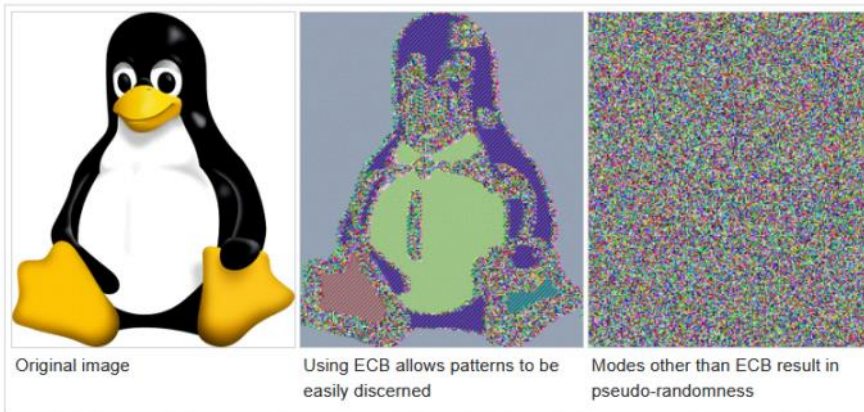 Original image
Using ECB allows patterns to be
easily discerned
Modes other than ECB result in
pseudo-randomness